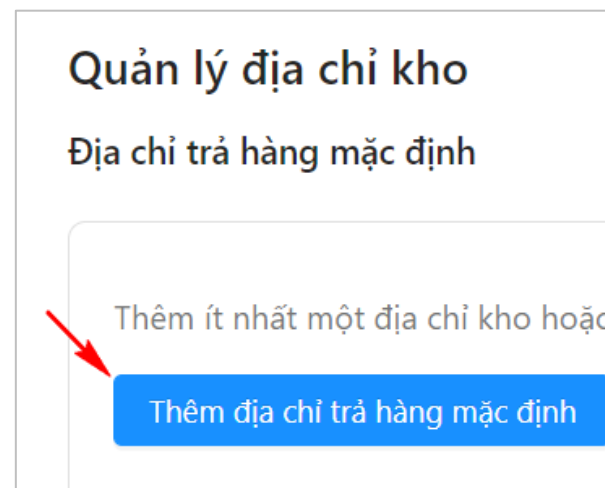 Quản lý địa chỉ kho
Địa chỉ trả hàng mặc định
Thêm ít nhất một địa chỉ kho hoặc
Thêm địa chỉ trả hàng mặc định